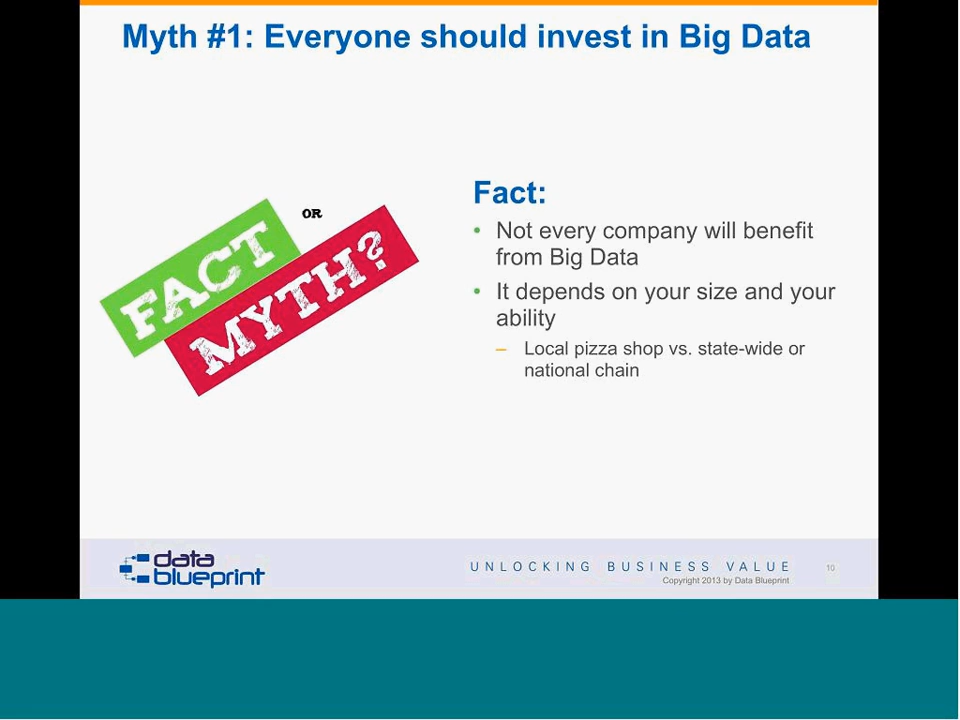 Myth #1: Everyone should invest in Big Data
FACT
OR
MYTH?
Fact:
• Not every company will benefit
from Big Data
• It depends on your size and your
ability
– Local pizza shop vs. state-wide or
national chain
data
blueprint
UNLOCKING BUSINESS VALUE
Copyright 2013 by Data Blueprint
10